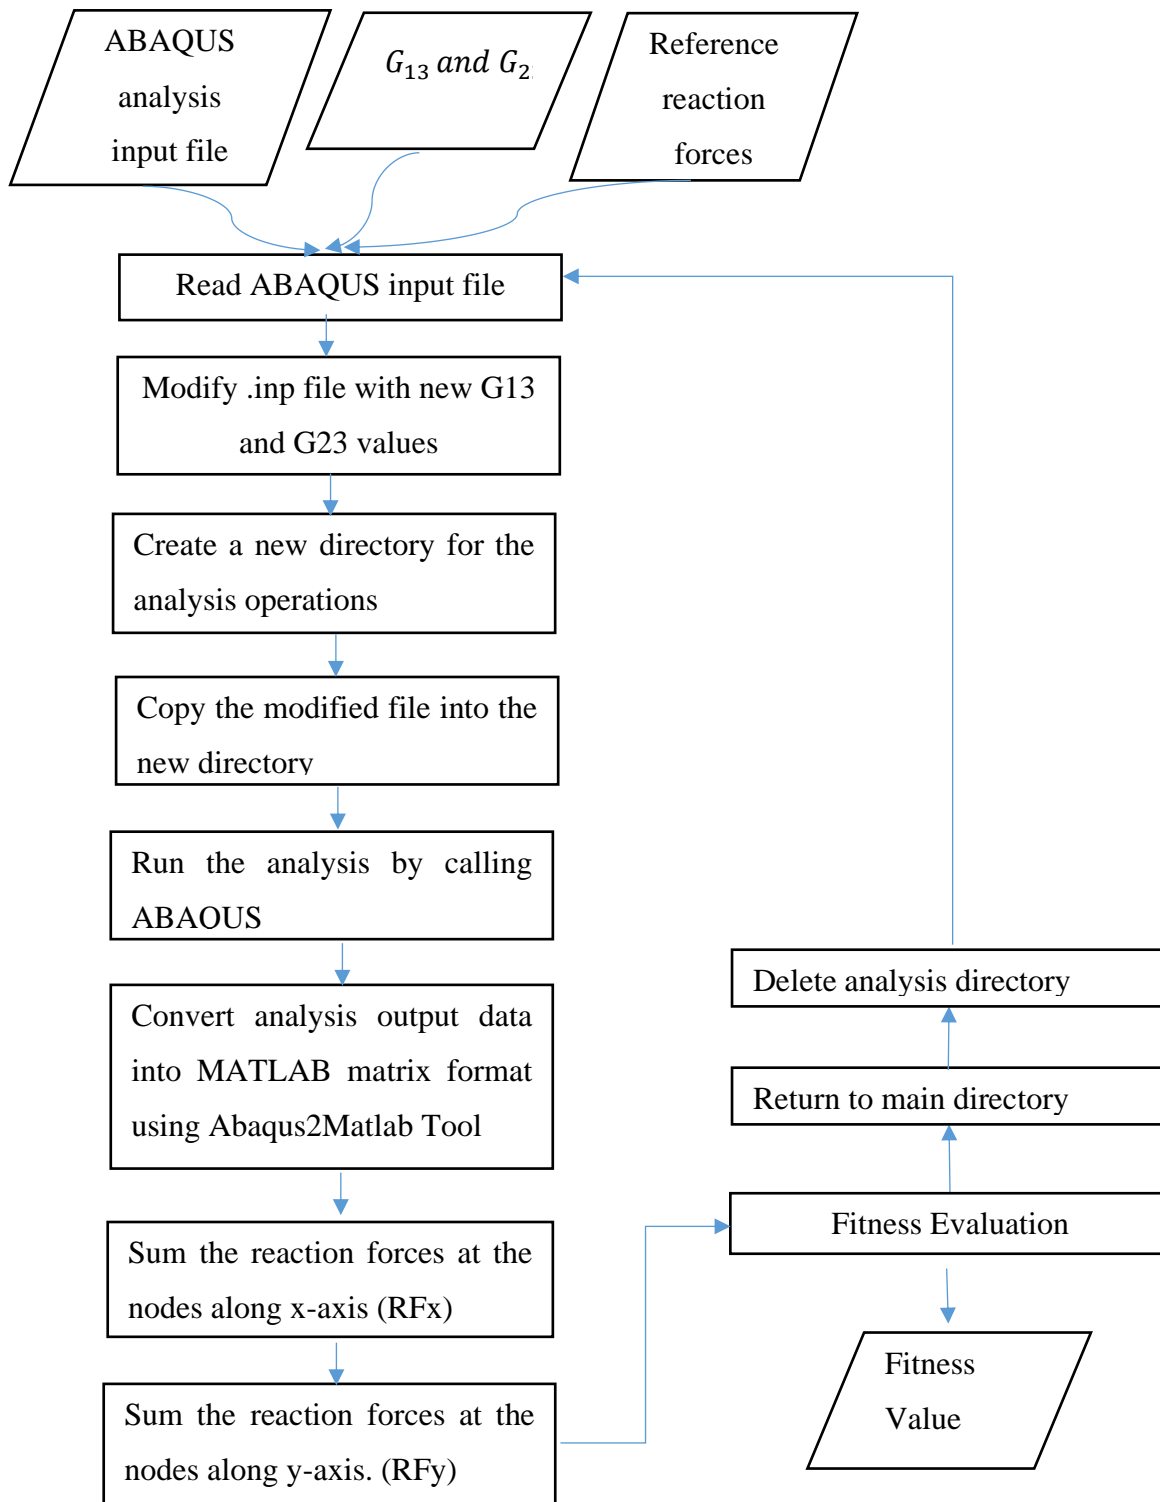 ABAQUS
analysis
input file
G₁₃ and G₂
Reference
reaction
forces
Read ABAQUS input file
Modify .inp file with new G13
and G23 values
Create a new directory for the
analysis operations
Copy the modified file into the
new directory
Run the analysis by calling
ABAQUS
Convert analysis output data
into MATLAB matrix format
using Abaqus2Matlab Tool
Sum the reaction forces at the
nodes along x-axis (RFx)
Sum the reaction forces at the
nodes along y-axis. (RFy)
Delete analysis directory
Return to main directory
Fitness Evaluation
Fitness
Value